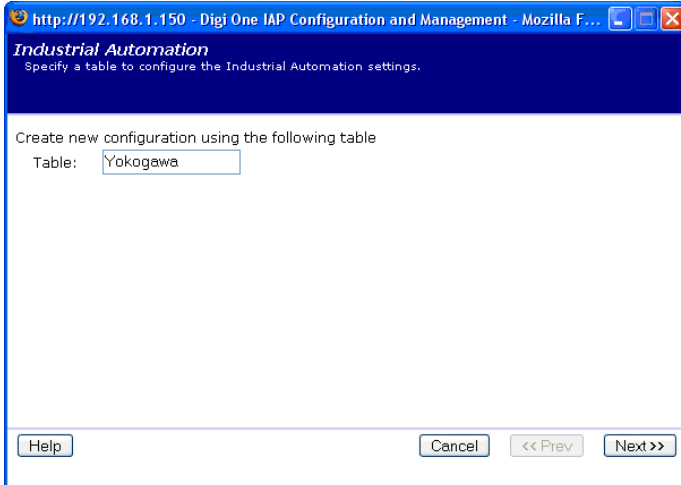 http://192.168.1.150 - Digi One IAP Configuration and Management - Mozilla F...
Industrial Automation
Specify a table to configure the Industrial Automation settings.
Create new configuration using the following table
Table: Yokogawa
Help Cancel << Prev Next >>